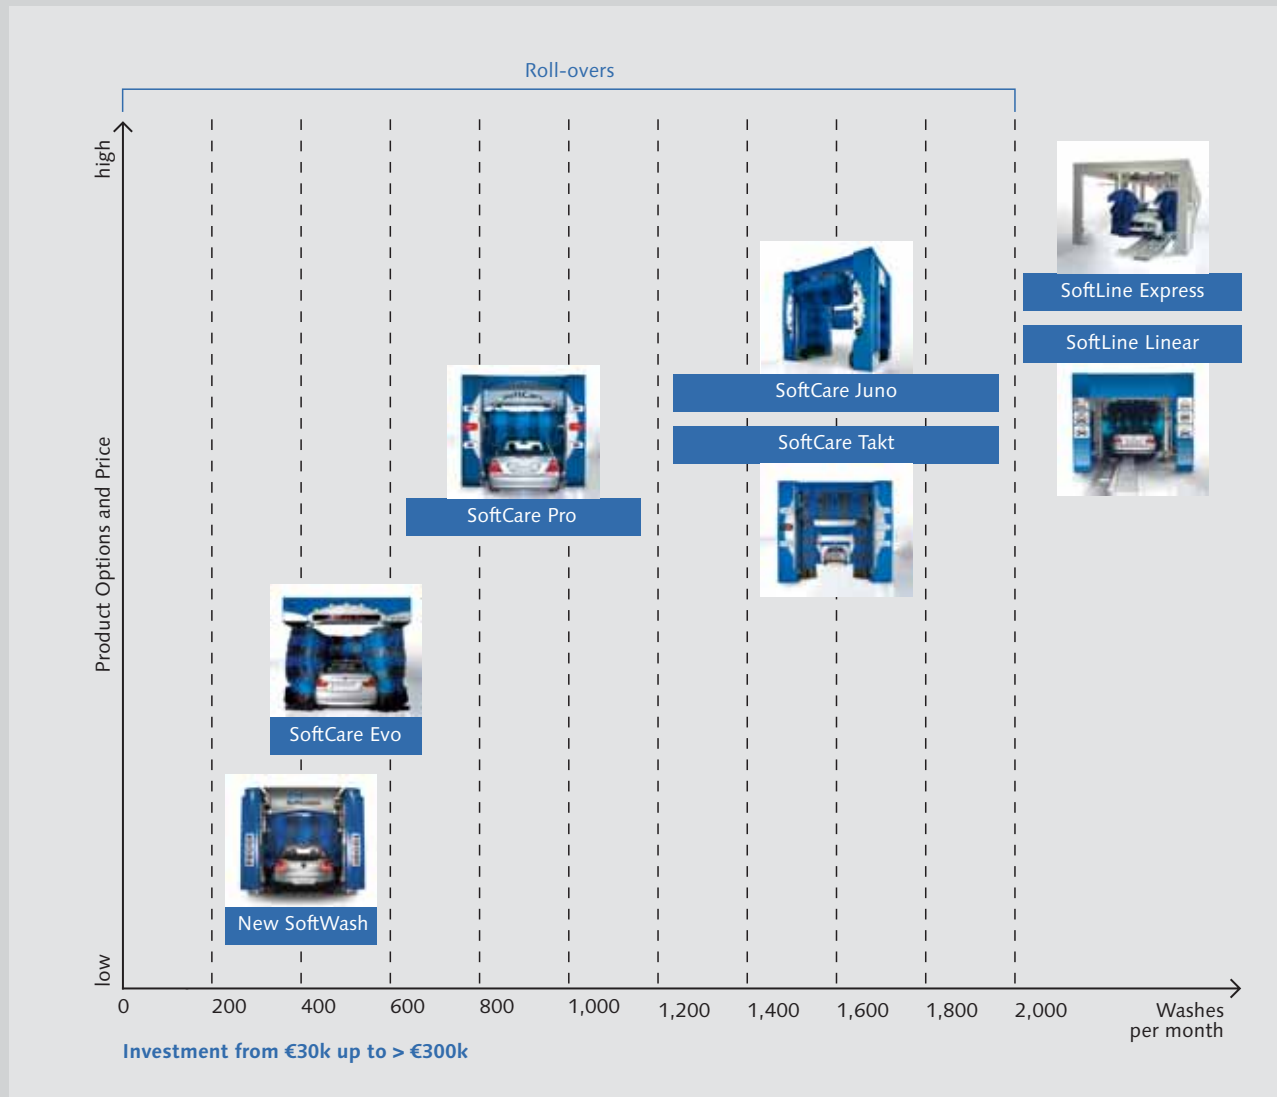 Roll-overs
high
SoftLine Express
SoftLine Linear
SoftCare Juno
SoftCare Takt
SoftCare Pro
Product Options and Price
SoftCare Evo
New SoftWash
low
0 200 400 600 800 1,000 1,200 1,400 1,600 1,800 2,000 Washes
per month
Investment from €30k up to > €300k